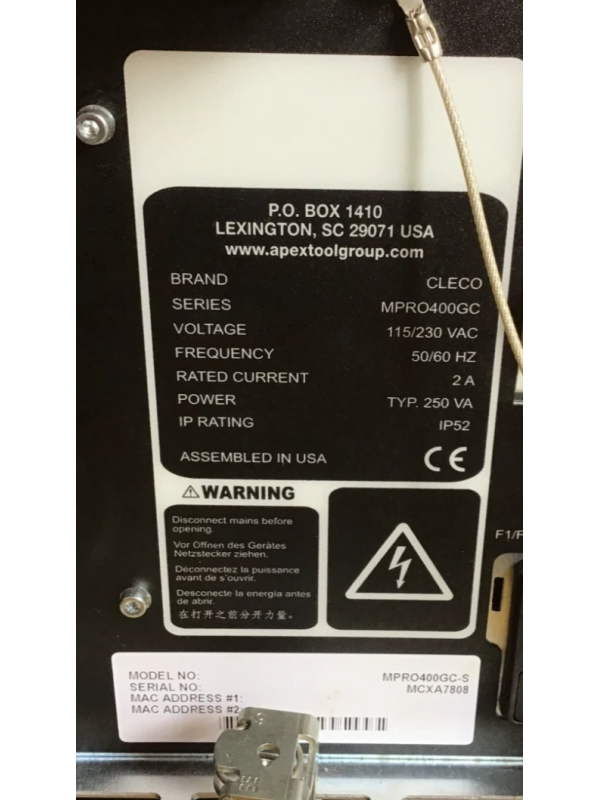 P.O. BOX 1410
LEXINGTON, SC 29071 USA
www.apextoolgroup.com
BRAND CLECO
SERIES MPRO400GC
VOLTAGE 115/230 VAC
FREQUENCY 50/60 HZ
RATED CURRENT 2 A
POWER TYP. 250 VA
IP RATING IP52
ASSEMBLED IN USA CE
⚠WARNING
Disconnect mains before
opening.
Vor Öffnen des Gerätes
Netzstecker ziehen.
Déconnectez la puissance
avant de s'ouvrir.
Desconecte la energía antes
de abrir.
在打开之前分开力量。
F1/F
MODEL NO: MPRO400GC-S
SERIAL NO: MCXA7808
MAC ADDRESS #1:
MAC ADDRESS #2